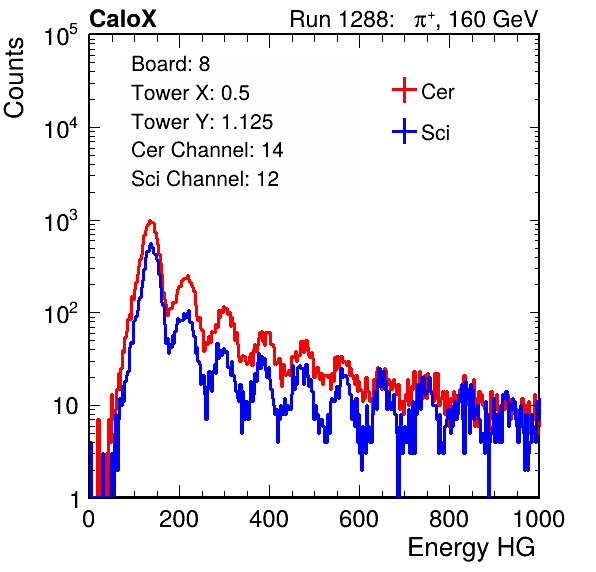 CaloX Run 1288: π⁺, 160 GeV
Counts
Board: 8
Tower X: 0.5
Tower Y: 1.125
Cer Channel: 14
Sci Channel: 12
Cer
Sci
10⁵
10⁴
10³
10²
10
1
0 200 400 600 800 1000
Energy HG